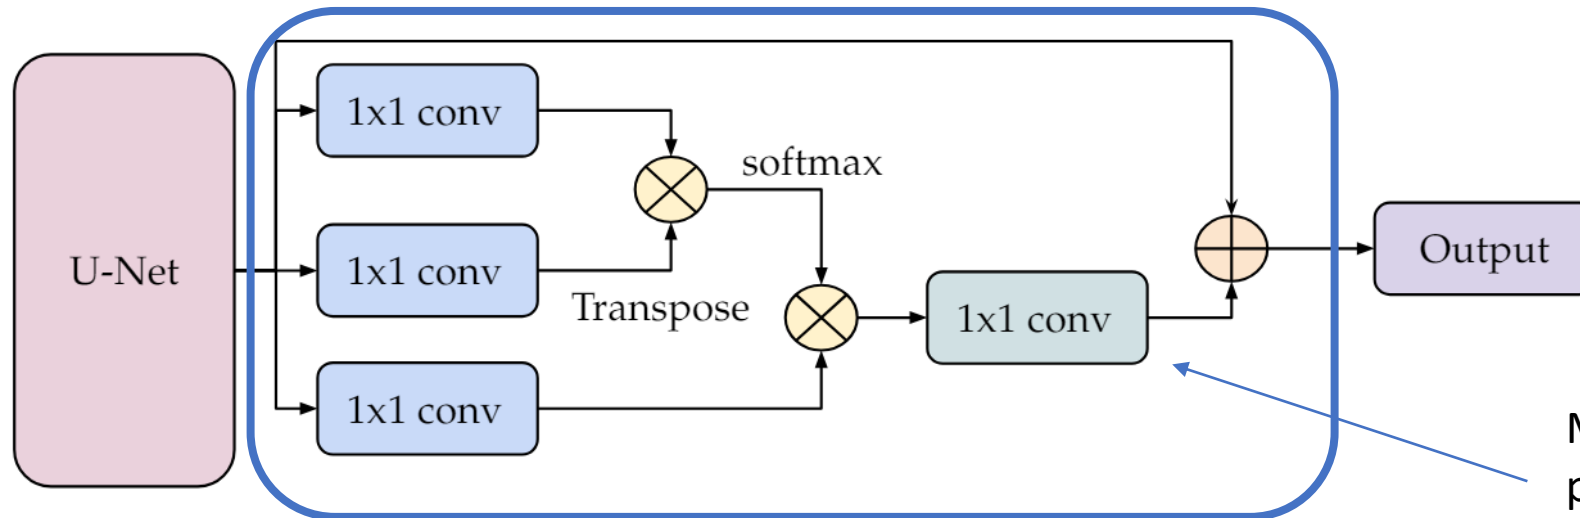 U-Net
1x1 conv
1x1 conv
1x1 conv
softmax
Transpose
1x1 conv
Output